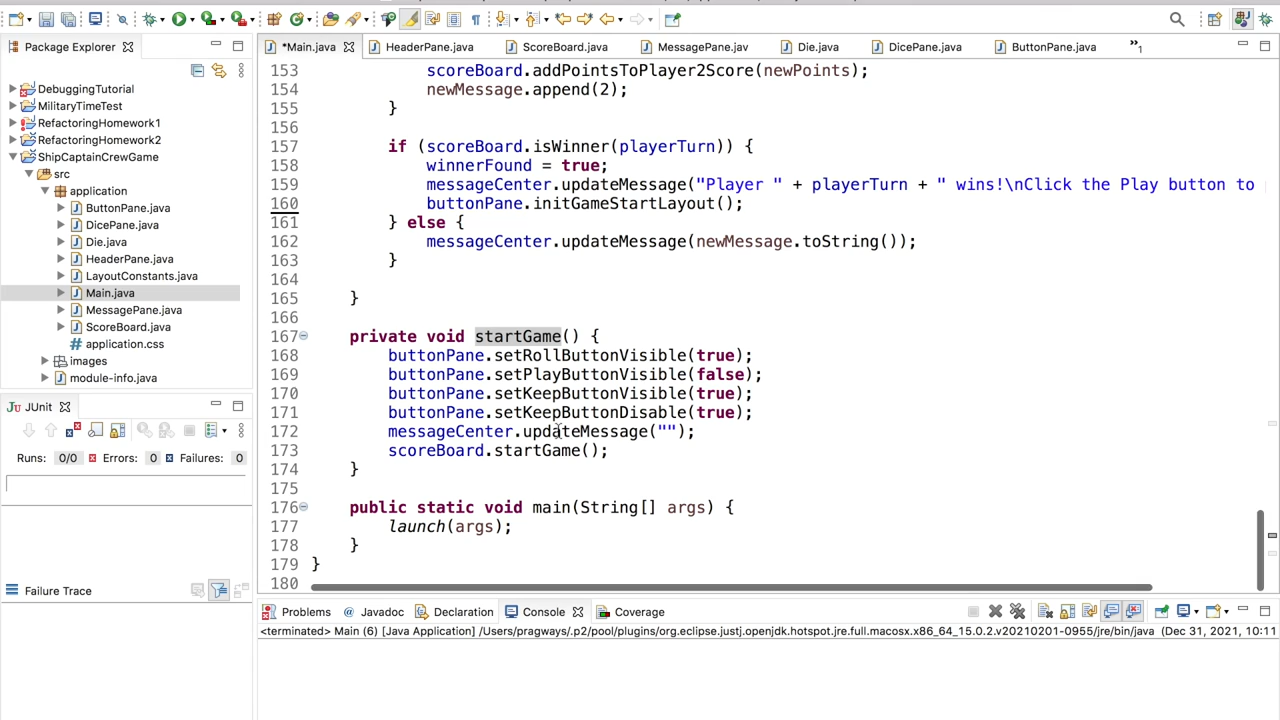 Package Explorer
*Main.java
HeaderPane.java
ScoreBoard.java
MessagePane.jav
Die.java
DicePane.java
ButtonPane.java
»1
DebuggingTutorial
MilitaryTimeTest
RefactoringHomework1
RefactoringHomework2
ShipCaptainCrewGame
src
application
ButtonPane.java
DicePane.java
Die.java
HeaderPane.java
LayoutConstants.java
Main.java
MessagePane.java
ScoreBoard.java
application.css
images
module-info.java
JUnit
Runs: 0/0 Errors: 0 Failures: 0
Failure Trace
153 scoreBoard.addPointsToPlayer2Score(newPoints);
154 newMessage.append(2);
155 }
156
157 if (scoreBoard.isWinner(playerTurn)) {
158 winnerFound = true;
159 messageCenter.updateMessage("Player " + playerTurn + " wins!\nClick the Play button to
160 buttonPane.initGameStartLayout();
161 } else {
162 messageCenter.updateMessage(newMessage.toString());
163 }
164
165 }
166
167 private void startGame() {
168 buttonPane.setRollButtonVisible(true);
169 buttonPane.setPlayButtonVisible(false);
170 buttonPane.setKeepButtonVisible(true);
171 buttonPane.setKeepButtonDisable(true);
172 messageCenter.updateMessage("");
173 scoreBoard.startGame();
174 }
175
176 public static void main(String[] args) {
177 launch(args);
178 }
179 }
180
Problems
Javadoc
Declaration
Console
Coverage
<terminated> Main (6) [Java Application] /Users/pragways/.p2/pool/plugins/org.eclipse.justj.openjdk.hotspot.jre.full.macosx.x86_64_15.0.2.v20210201-0955/jre/bin/java (Dec 31, 2021, 10:11